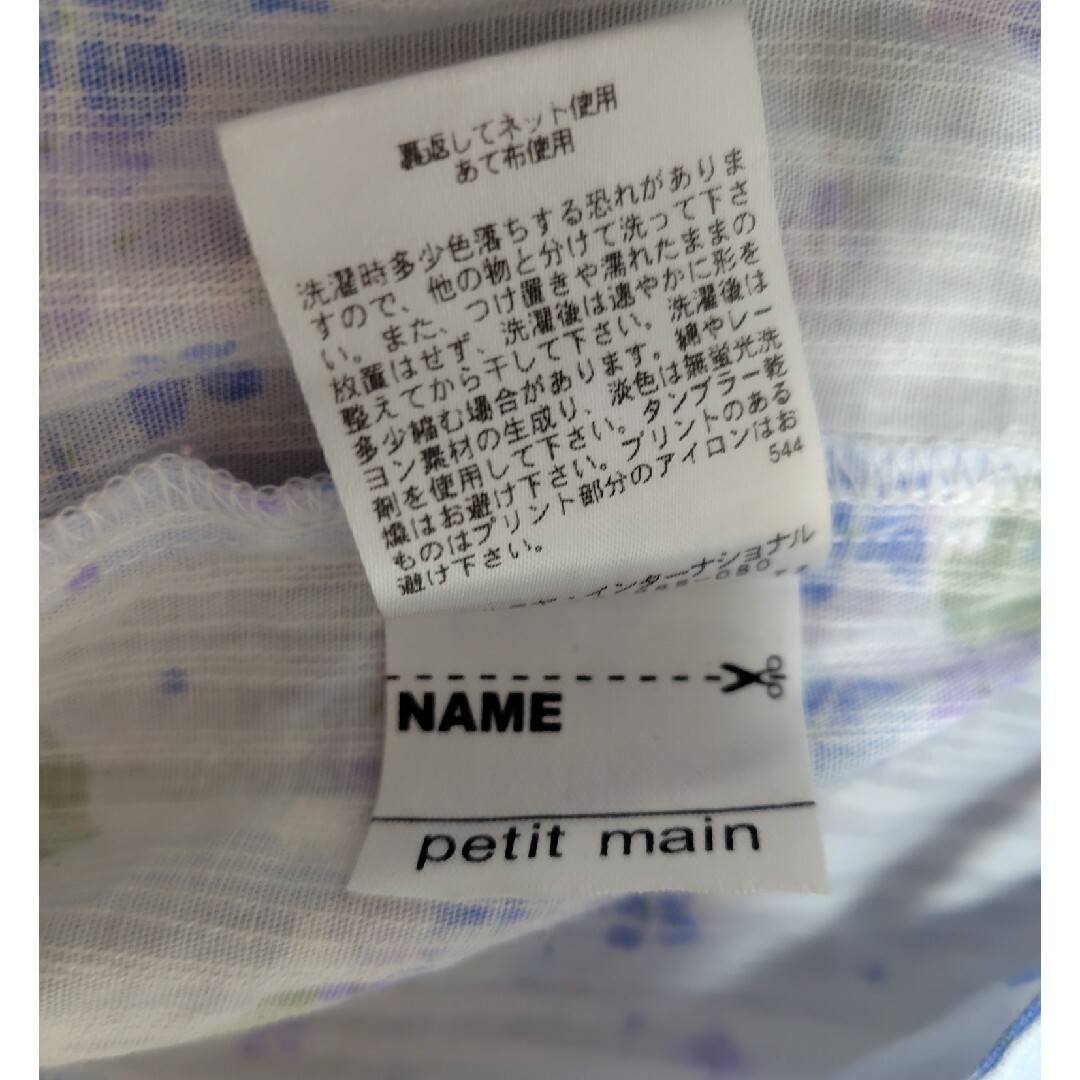 裏返してネット使用
あて布使用
洗濯時多少色落ちする恐れがありま
すので、他の物と分けて洗って下さ
い。また、つけ置きや濡れたままの
放置はせず、洗濯後は速やかに形を
整えてから干して下さい。洗濯後は
多少縮む場合があります。綿やレー
ヨン素材の生成り、淡色は無蛍光洗
剤を使用して下さい。タンブラー乾
燥はお避け下さい。プリントのある
ものはプリント部分のアイロンはお
避け下さい。
544
インターナショナル
NAME
petit main